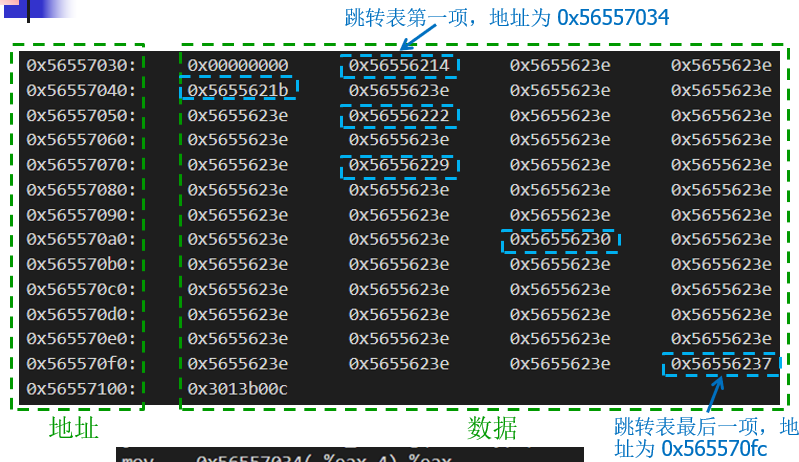 跳转表第一项，地址为 0x56557034
0x56557030: 0x00000000 0x56556214 0x5655623e 0x5655623e
0x56557040: 0x5655621b 0x5655623e 0x5655623e 0x5655623e
0x56557050: 0x5655623e 0x56556222 0x5655623e 0x5655623e
0x56557060: 0x5655623e 0x5655623e 0x5655623e 0x5655623e
0x56557070: 0x5655623e 0x56556229 0x5655623e 0x5655623e
0x56557080: 0x5655623e 0x5655623e 0x5655623e 0x5655623e
0x56557090: 0x5655623e 0x5655623e 0x5655623e 0x5655623e
0x565570a0: 0x5655623e 0x5655623e 0x56556230 0x5655623e
0x565570b0: 0x5655623e 0x5655623e 0x5655623e 0x5655623e
0x565570c0: 0x5655623e 0x5655623e 0x5655623e 0x5655623e
0x565570d0: 0x5655623e 0x5655623e 0x5655623e 0x5655623e
0x565570e0: 0x5655623e 0x5655623e 0x5655623e 0x5655623e
0x565570f0: 0x5655623e 0x5655623e 0x5655623e 0x56556237
0x56557100: 0x3013b00c
地址 数据
跳转表最后一项，地
址为 0x565570fc
mov 0x56557034(,%eax,4),%eax